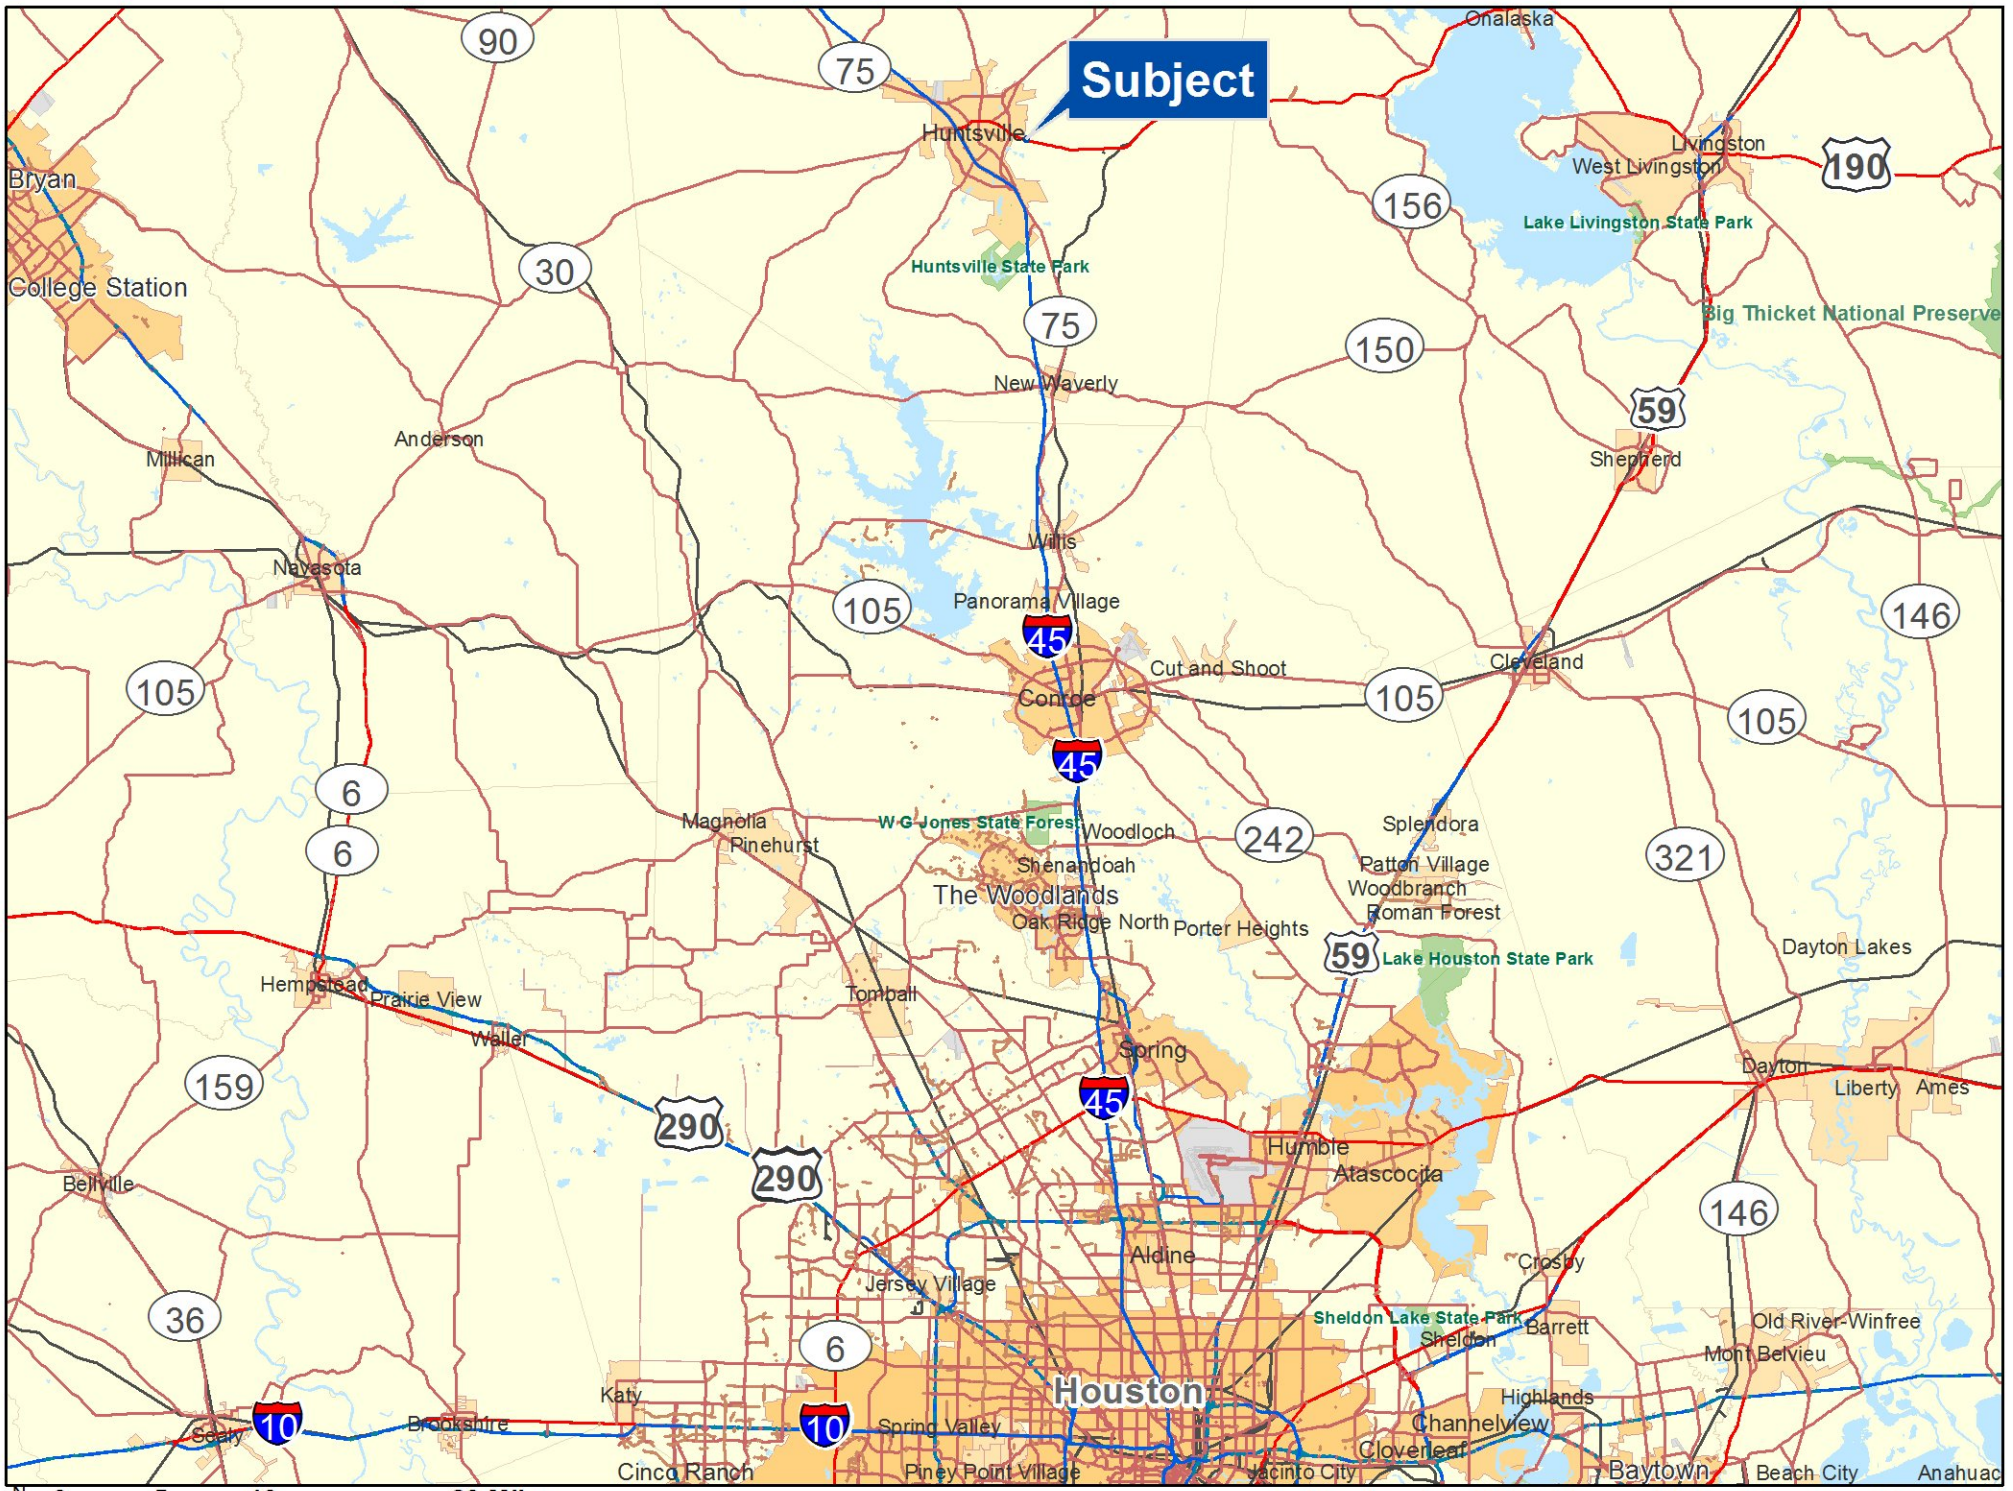 Onalaska
90
75
Subject
Huntsville
Livingston
West Livingston
190
Bryan
156
Lake Livingston State Park
30
Huntsville State Park
College Station
75
Big Thicket National Preserve
150
New Waverly
59
Anderson
Millican
Shepherd
Willis
Navasota
105
Panorama Village
146
45
Cut and Shoot
Cleveland
105
Conroe
105
105
45
6
Magnolia
W G Jones State Forest
Woodloch
242
Splendora
Pinehurst
6
321
Shenandoah
Patton Village
The Woodlands
Woodbranch
Oak Ridge North
Porter Heights
Roman Forest
Dayton Lakes
59
Lake Houston State Park
Hempstead
Prairie View
Tomball
Waller
Spring
159
45
Dayton
Liberty
Ames
290
Humble
Atascocita
290
Bellville
146
Aldine
Crosby
Jersey Village
36
Sheldon Lake State Park
Sheldon
Barrett
Old River-Winfree
6
Mont Belvieu
Houston
Katy
Highlands
10
Brookshire
10
Spring Valley
Channelview
Sealy
Cloverleaf
Cinco Ranch
Piney Point Village
Jacinto City
Baytown
Beach City
Anahuac